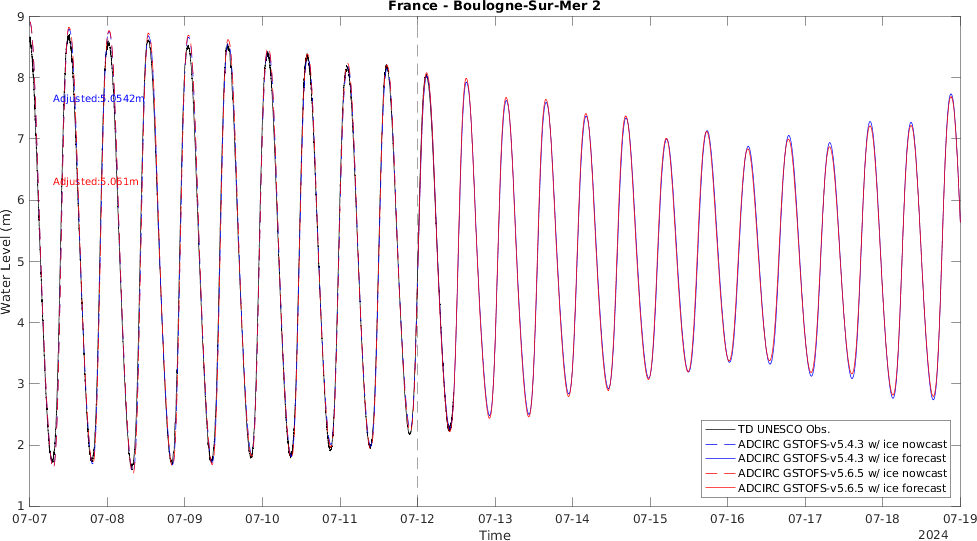 France - Boulogne-Sur-Mer 2
9
8
7
6
5
4
3
2
1
Water Level (m)
Adjusted:5.0542m
Adjusted:5.061m
TD UNESCO Obs.
ADCIRC GSTOFS-v5.4.3 w/ ice nowcast
ADCIRC GSTOFS-v5.4.3 w/ ice forecast
ADCIRC GSTOFS-v5.6.5 w/ ice nowcast
ADCIRC GSTOFS-v5.6.5 w/ ice forecast
07-07 07-08 07-09 07-10 07-11 07-12 07-13 07-14 07-15 07-16 07-17 07-18 07-19
Time
2024